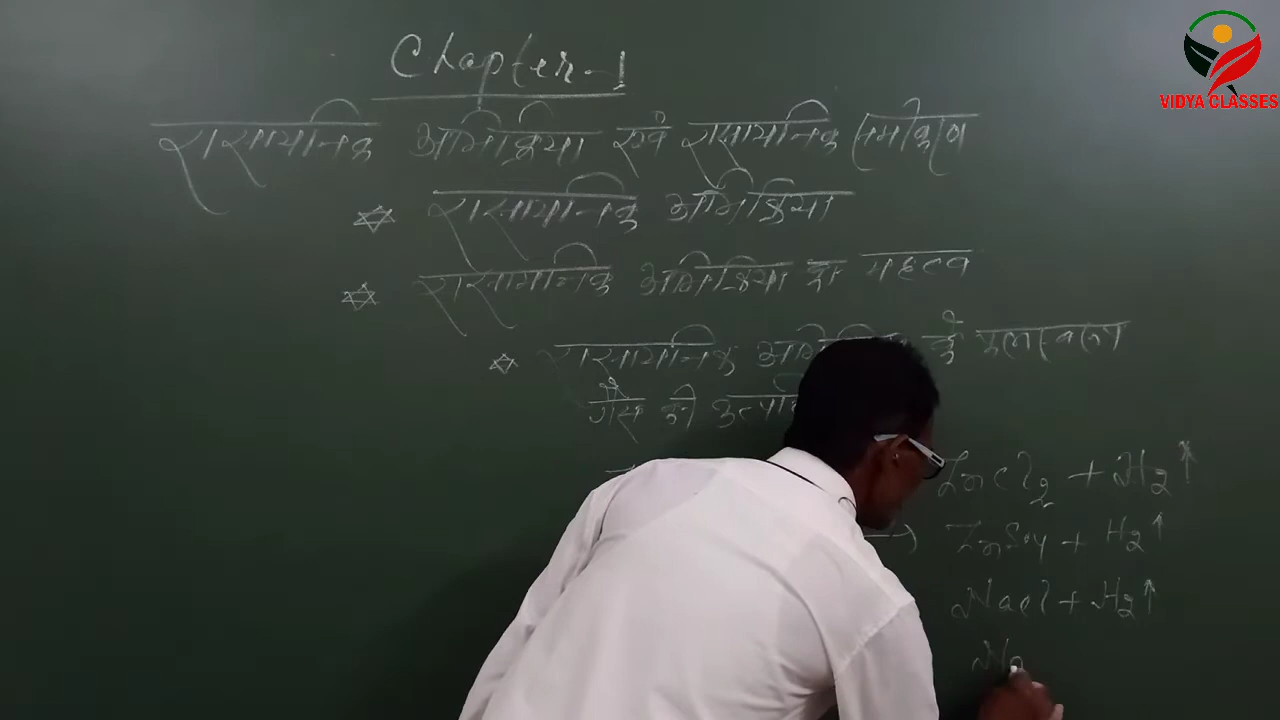 VIDYA CLASSES
Chapter-1
रासायनिक अभिक्रिया एवं रासायनिक समीकरण
रासायनिक अभिक्रिया
रासायनिक अभिक्रिया का महत्व
रासायनिक के फलस्वरूप
गैस की
ZnCl2 + H2↑
→ ZnSO4 + H2↑
NaCl + H2↑